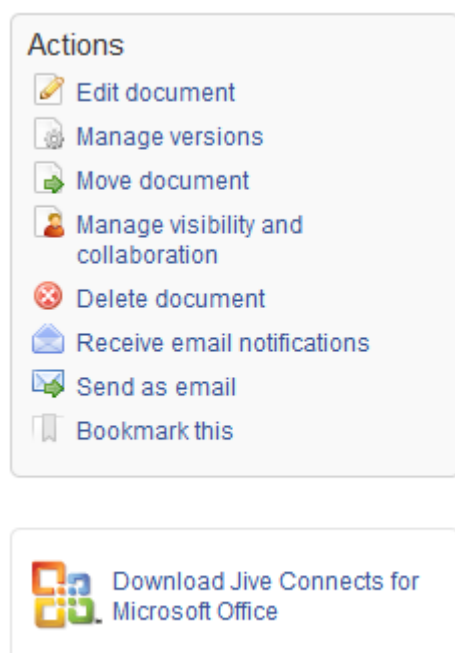 Actions
Edit document
Manage versions
Move document
Manage visibility and
collaboration
Delete document
Receive email notifications
Send as email
Bookmark this
Download Jive Connects for
Microsoft Office